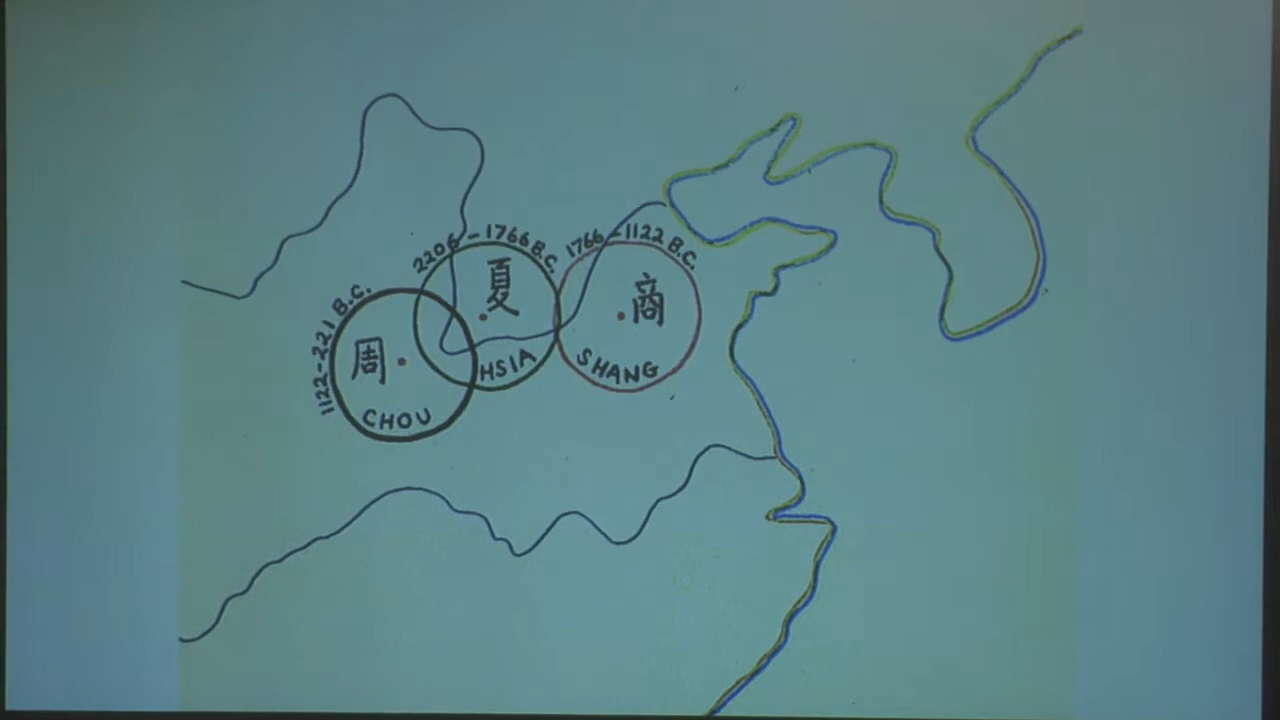 1122-221 B.C.
周
CHOU
2206-1766 B.C.
夏
HSIA
1766-1122 B.C.
商
SHANG